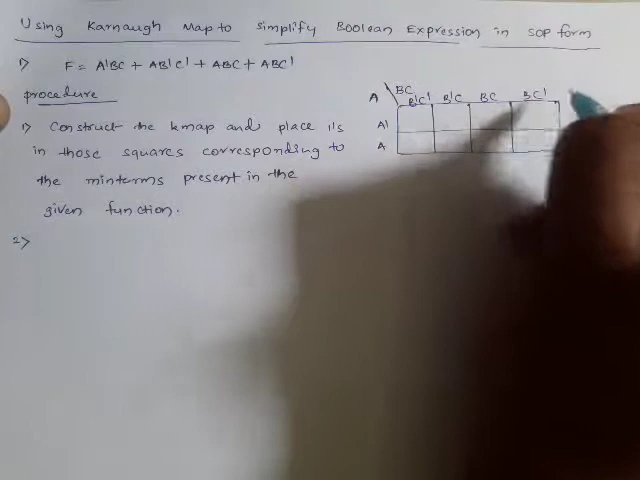 Using Karnaugh Map to simplify Boolean Expression in SOP form
1) F = A'BC + AB'C' + ABC + ABC'
procedure
1) Construct the kmap and place 1's
in those squares corresponding to
the minterms present in the
given function.
2)
A \ BC
B'C' B'C BC BC'
A'
A